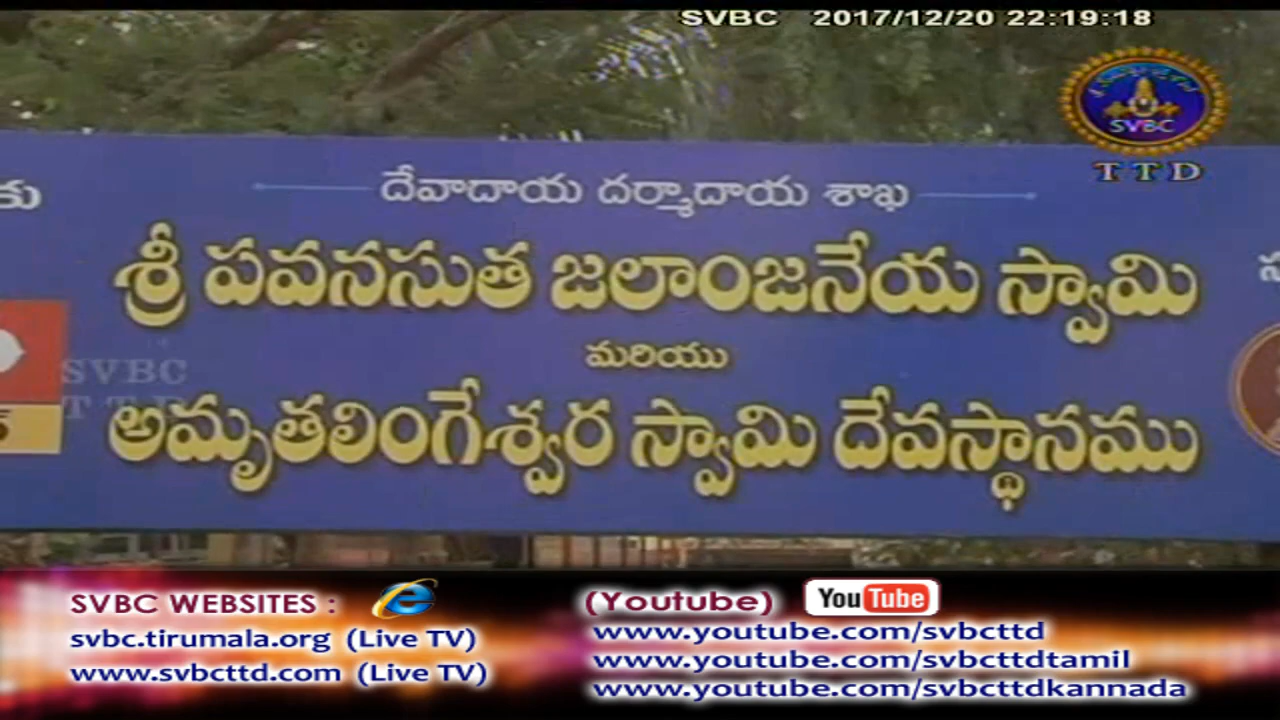 SVBC 2017/12/20 22:19:18
SVBC
T T D
దేవాదాయ దర్మాదాయ శాఖ
శ్రీ పవనసుత జలాంజనేయ స్వామి
మరియు
అమృతలింగేశ్వర స్వామి దేవస్థానము
SVBC
T T D
SVBC WEBSITES :
svbc.tirumala.org (Live TV)
www.svbcttd.com (Live TV)
(Youtube) YouTube
www.youtube.com/svbcttd
www.youtube.com/svbcttdtamil
www.youtube.com/svbcttdkannada